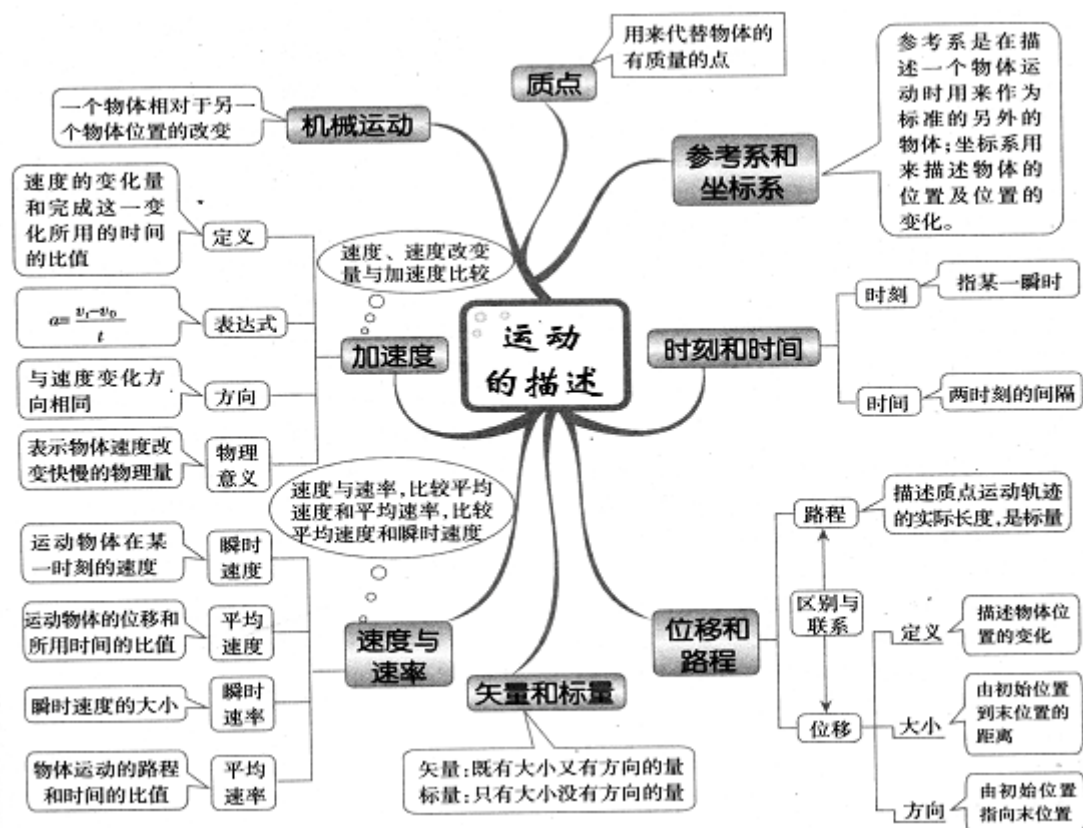 运动
的描述
质点
用来代替物体的
有质量的点
参考系和
坐标系
参考系是在描
述一个物体运
动时用来作为
标准的另外的
物体;坐标系用
来描述物体的
位置及位置的
变化。
机械运动
一个物体相对于另一
个物体位置的改变
时刻和时间
时刻
指某一瞬时
时间
两时刻的间隔
加速度
速度、速度改变
量与加速度比较
定义
速度的变化量
和完成这一变
化所用的时间
的比值
表达式
a=(vt-v0)/t
方向
与速度变化方
向相同
物理
意义
表示物体速度改
变快慢的物理量
速度与
速率
速度与速率,比较平均
速度和平均速率,比较
平均速度和瞬时速度
瞬时
速度
运动物体在某
一时刻的速度
平均
速度
运动物体的位移和
所用时间的比值
瞬时
速率
瞬时速度的大小
平均
速率
物体运动的路程
和时间的比值
矢量和标量
矢量:既有大小又有方向的量
标量:只有大小没有方向的量
位移和
路程
路程
描述质点运动轨迹
的实际长度,是标量
区别与
联系
位移
定义
描述物体位
置的变化
大小
由初始位置
到末位置的
距离
方向
由初始位置
指向末位置